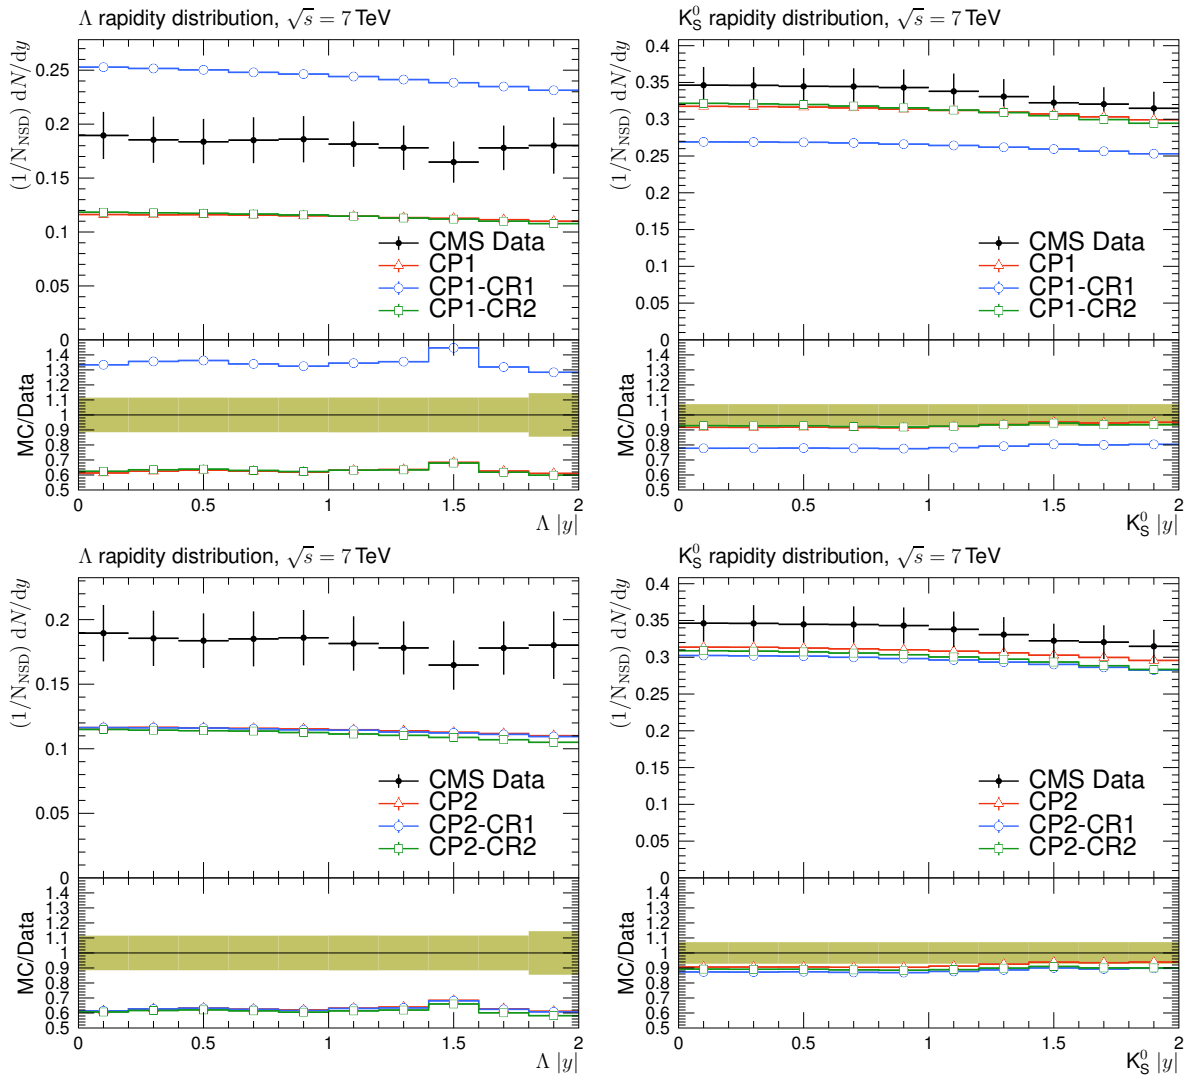 Λ rapidity distribution, √s = 7 TeV
(1/N_NSD) dN/dy
0.25
0.2
0.15
0.1
0.05
0
CMS Data
CP1
CP1-CR1
CP1-CR2
MC/Data
1.4
1.3
1.2
1.1
1
0.9
0.8
0.7
0.6
0.5
0 0.5 1 1.5 2
Λ |y|
K⁰_S rapidity distribution, √s = 7 TeV
(1/N_NSD) dN/dy
0.4
0.35
0.3
0.25
0.2
0.15
0.1
0.05
0
CMS Data
CP1
CP1-CR1
CP1-CR2
MC/Data
1.4
1.3
1.2
1.1
1
0.9
0.8
0.7
0.6
0.5
0 0.5 1 1.5 2
K⁰_S |y|
Λ rapidity distribution, √s = 7 TeV
(1/N_NSD) dN/dy
0.2
0.15
0.1
0.05
0
CMS Data
CP2
CP2-CR1
CP2-CR2
MC/Data
1.4
1.3
1.2
1.1
1
0.9
0.8
0.7
0.6
0.5
0 0.5 1 1.5 2
Λ |y|
K⁰_S rapidity distribution, √s = 7 TeV
(1/N_NSD) dN/dy
0.4
0.35
0.3
0.25
0.2
0.15
0.1
0.05
0
CMS Data
CP2
CP2-CR1
CP2-CR2
MC/Data
1.4
1.3
1.2
1.1
1
0.9
0.8
0.7
0.6
0.5
0 0.5 1 1.5 2
K⁰_S |y|